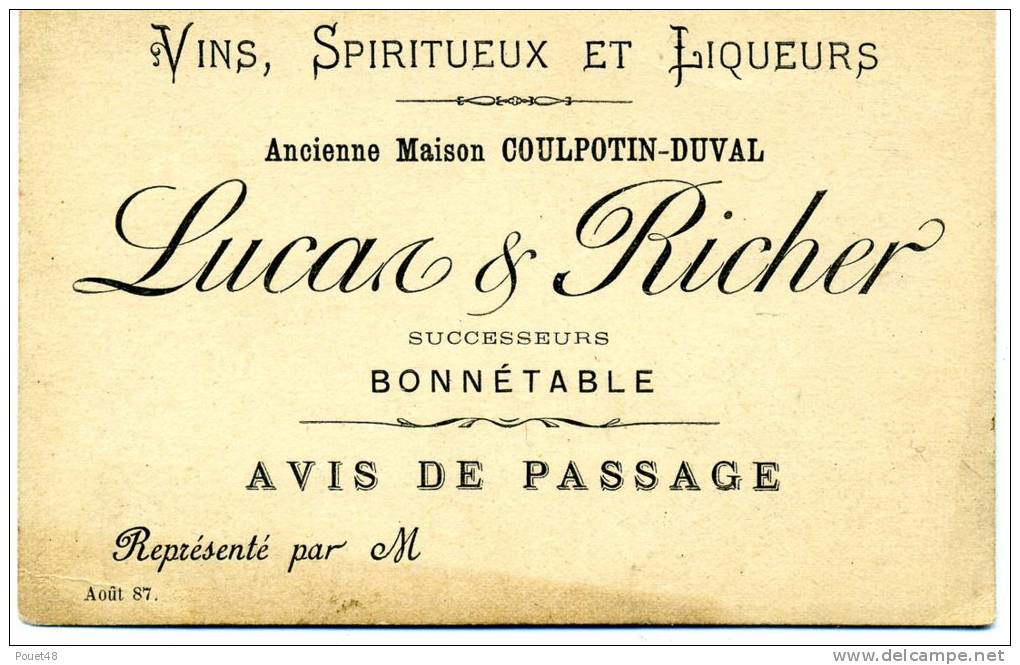 Vins, Spiritueux et Liqueurs
Ancienne Maison COULPOTIN-DUVAL
Lucas & Richer
SUCCESSEURS
BONNÉTABLE
AVIS DE PASSAGE
Représenté par M
Août 87.
Pouet48
delcampe.net